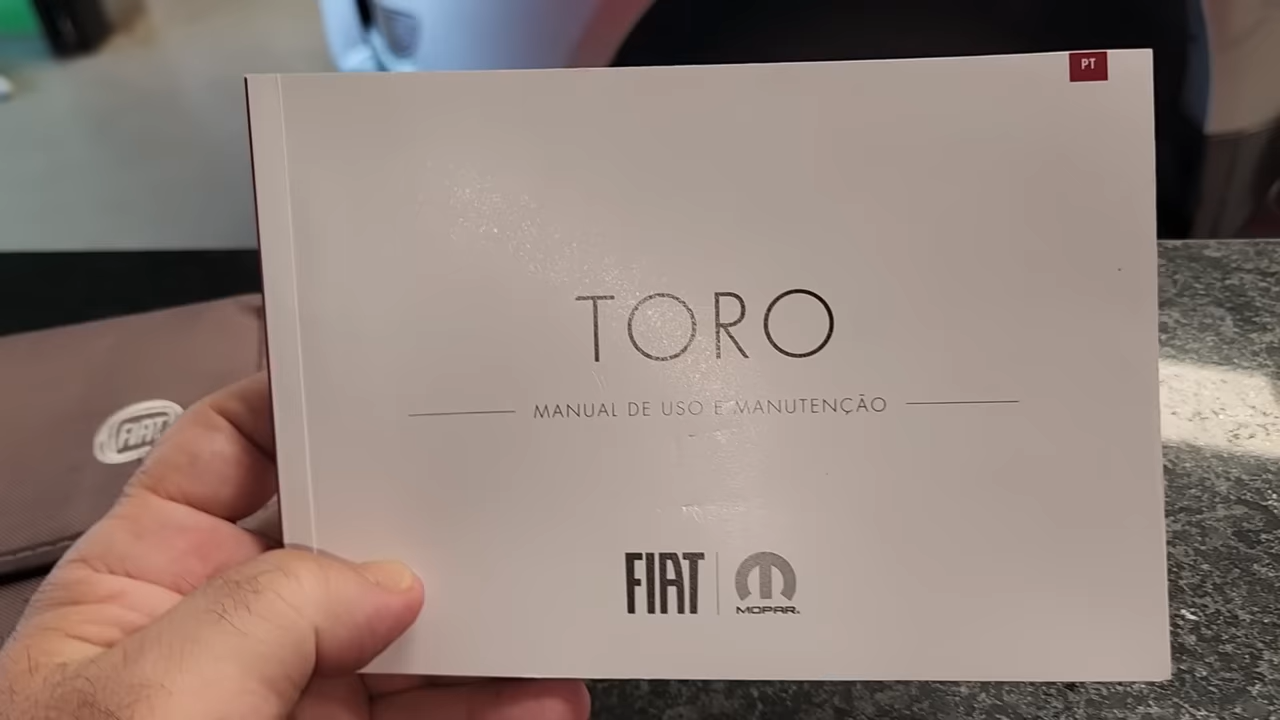 PT
TORO
MANUAL DE USO E MANUTENÇÃO
FIAT
FIAT
MOPAR®